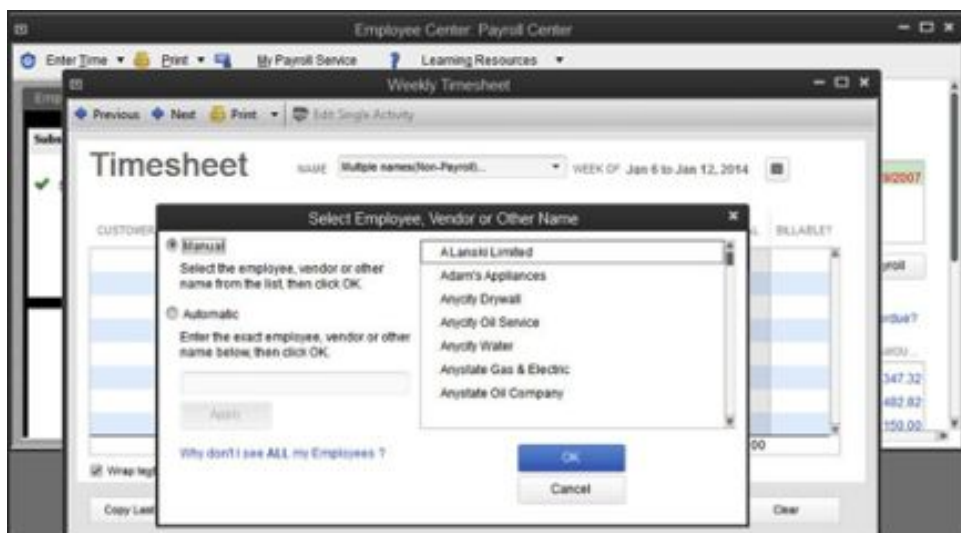 Employee Center: Payroll Center
Enter Time Print My Payroll Service ? Learning Resources
Weekly Timesheet
Previous Next Print Edit Single Activity
Timesheet NAME Multiple names(Non-Payroll)... WEEK OF Jan 6 to Jan 12, 2014
9/2007
CUSTOMER BILLABLE?
Select Employee, Vendor or Other Name
Manual
Select the employee, vendor or other
name from the list, then click OK.
Automatic
Enter the exact employee, vendor or other
name below, then click OK.
Apply
Why don't I see ALL my Employees ?
A Lanski Limited
Adam's Appliances
Anycity Drywall
Anycity Oil Service
Anycity Water
Anystate Gas & Electric
Anystate Oil Company
OK
Cancel
347.32
482.82
150.00
00
Wrap
Copy Last
Clear